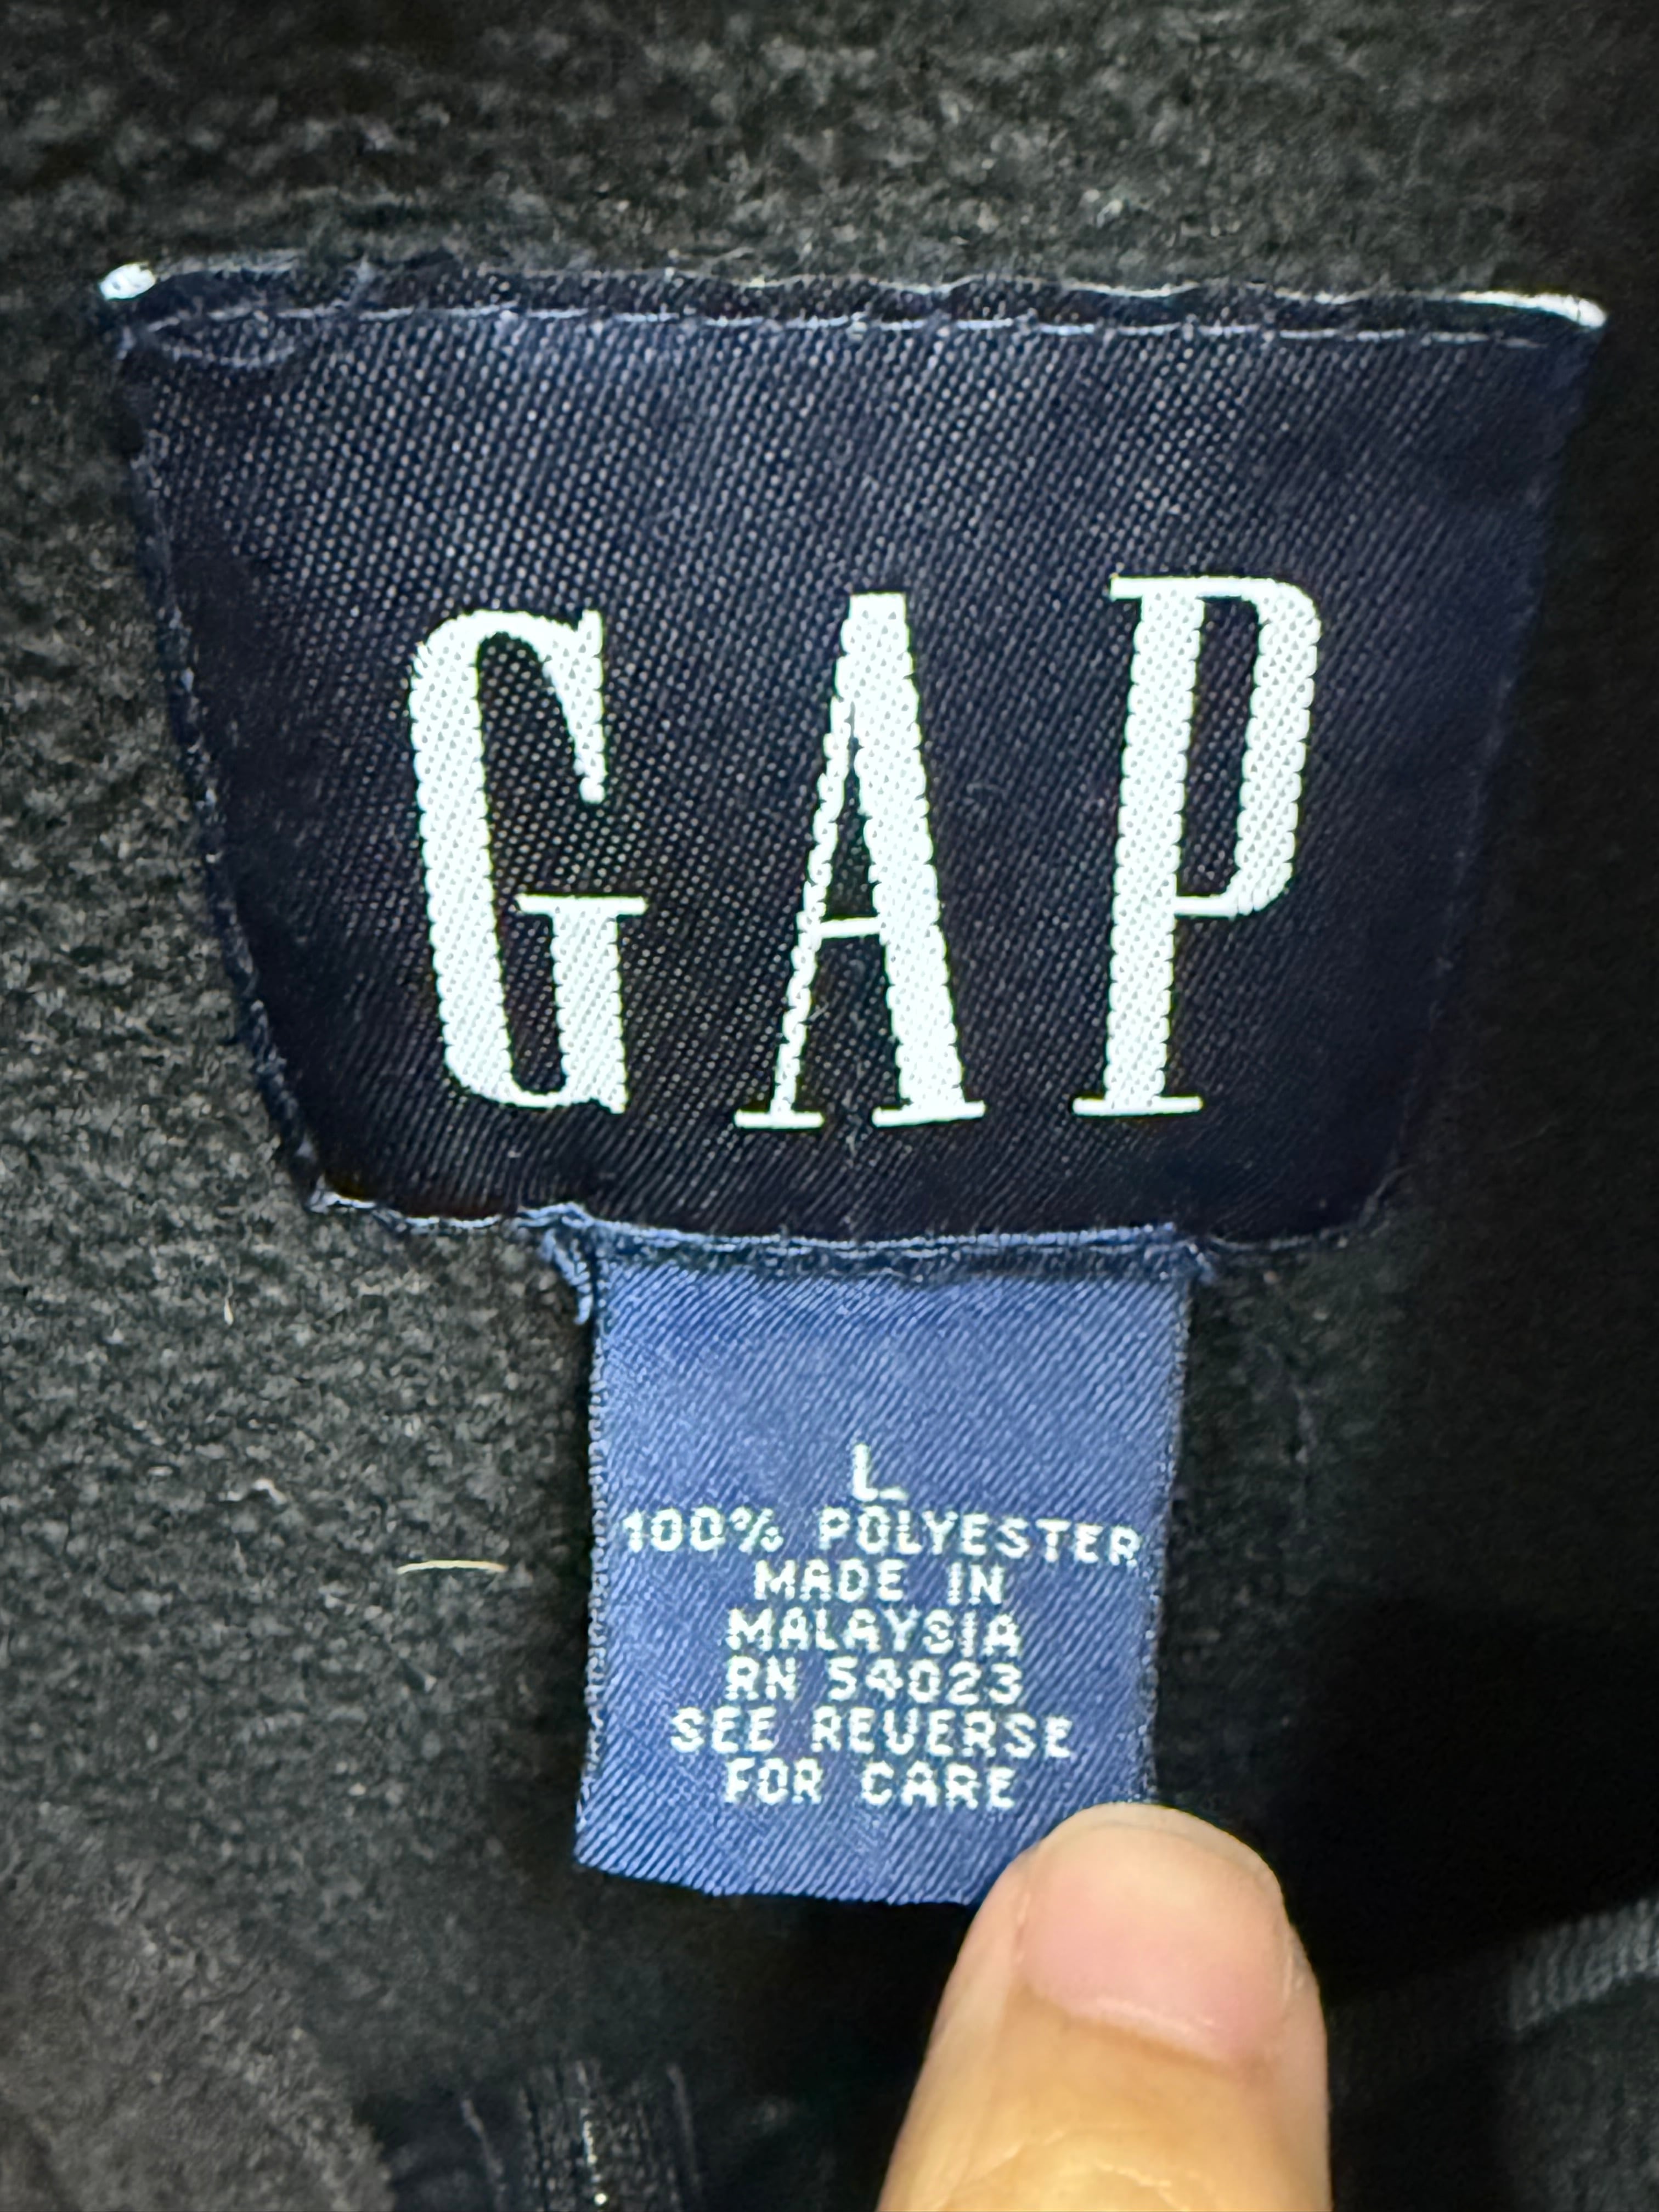 GAP
L
100% POLYESTER
MADE IN
MALAYSIA
RN 54023
SEE REVERSE
FOR CARE